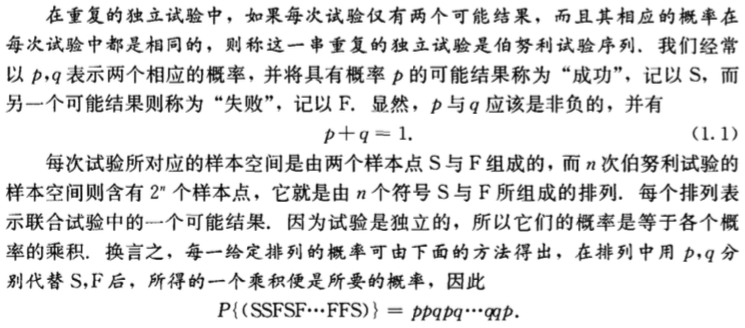 在重复的独立试验中，如果每次试验仅有两个可能结果，而且其相应的概率在
每次试验中都是相同的，则称这一串重复的独立试验是伯努利试验序列．我们经常
以 p,q 表示两个相应的概率，并将具有概率 p 的可能结果称为“成功”，记以 S，而
另一个可能结果则称为“失败”，记以 F．显然，p 与 q 应该是非负的，并有
p+q＝1. (1.1)
每次试验所对应的样本空间是由两个样本点 S 与 F 组成的，而 n 次伯努利试验的
样本空间则含有 2ⁿ 个样本点，它就是由 n 个符号 S 与 F 所组成的排列．每个排列表
示联合试验中的一个可能结果．因为试验是独立的，所以它们的概率是等于各个概
率的乘积．换言之，每一给定排列的概率可由下面的方法得出，在排列中用 p,q 分
别代替 S,F 后，所得的一个乘积便是所要的概率，因此
P{(SSFSF⋯FFS)}＝ppqpq⋯qqp.